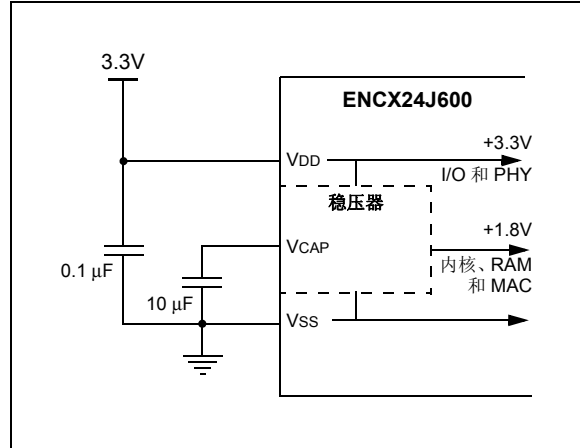 3.3V
ENCX24J600
VDD
+3.3V
I/O 和 PHY
稳压器
VCAP
+1.8V
内核、RAM
和 MAC
0.1 μF
10 μF
VSS